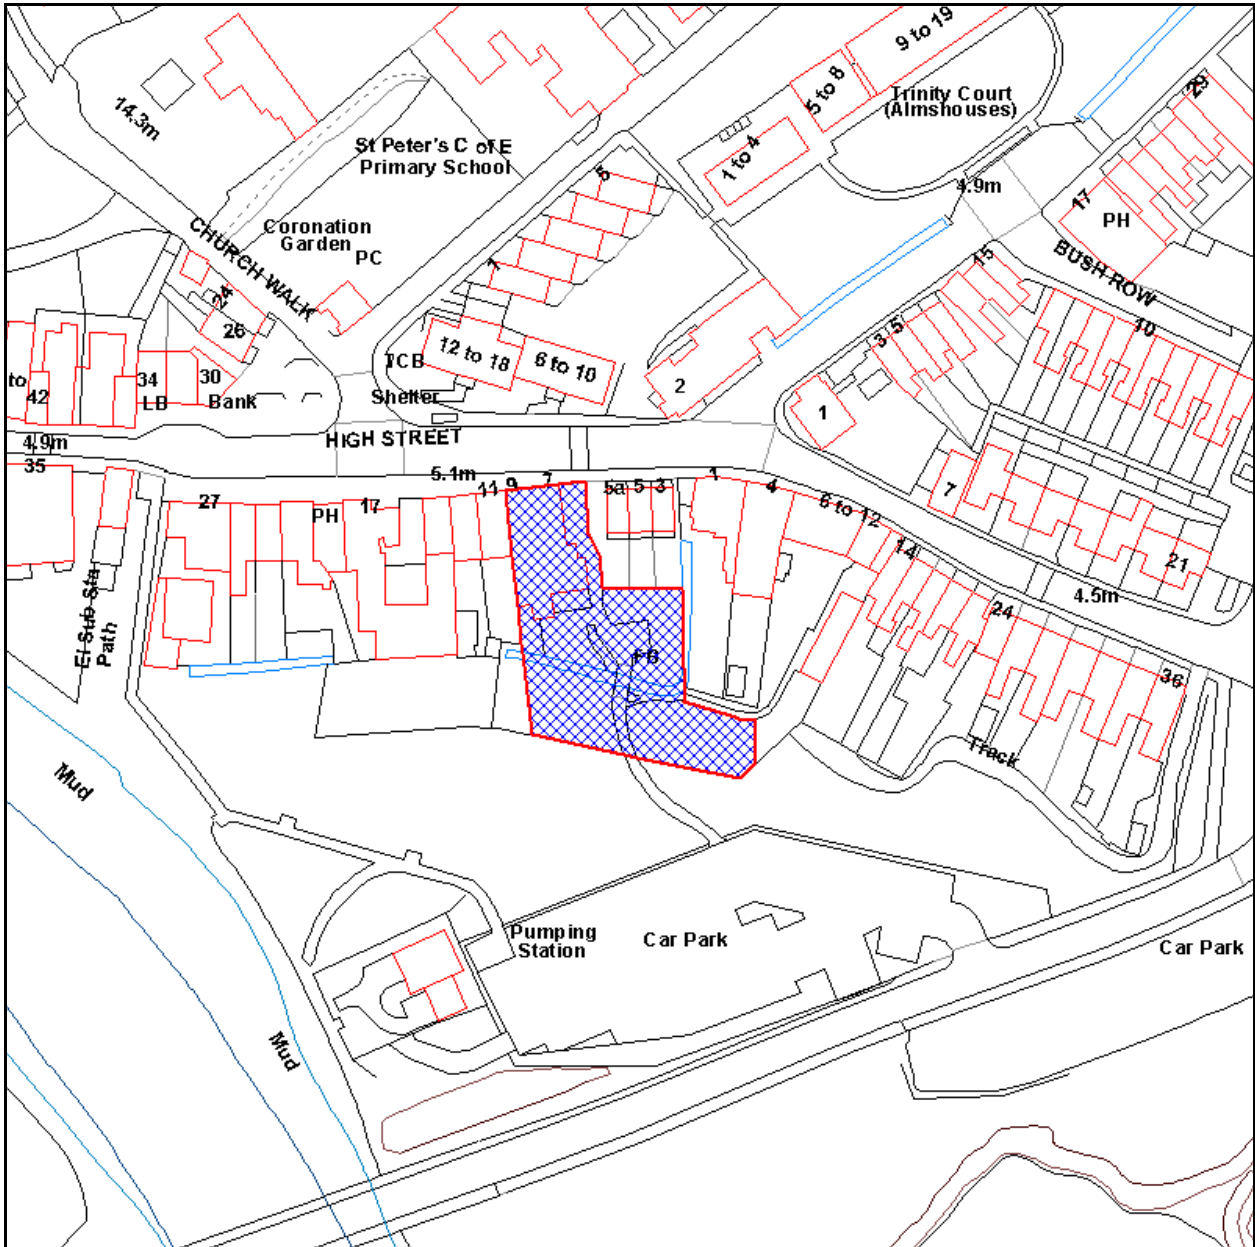 9 to 19
5 to 8
Trinity Court
(Almshouses)
29
14.3m
St Peter's C of E
Primary School
1 to 4
5
4.9m
17
PH
CHURCH WALK
Coronation
Garden
PC
1
15
BUSH ROW
24
26
10
3
5
TCB
12 to 18
6 to 10
to
42
34
30
LB
Bank
Shelter
2
1
HIGH STREET
4.9m
35
5.1m
11
9
7
5a
5
3
1
4
6 to 12
7
27
PH
17
14
21
El Sub Sta
Path
4.5m
24
FB
36
Track
Mud
Pumping
Station
Car Park
Car Park
Mud